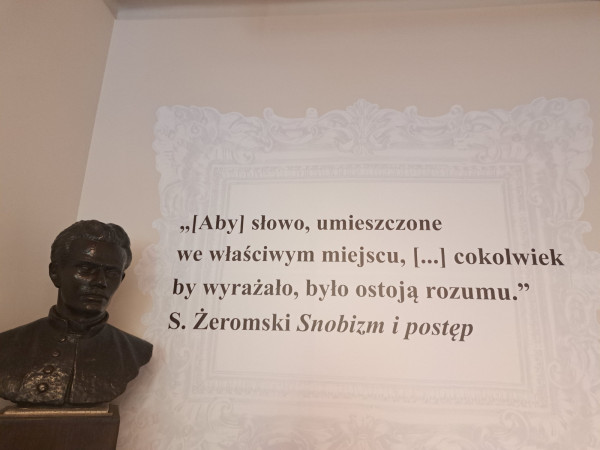 „[Aby] słowo, umieszczone
we właściwym miejscu, [...] cokolwiek
by wyrażało, było ostoją rozumu.”
S. Żeromski Snobizm i postęp